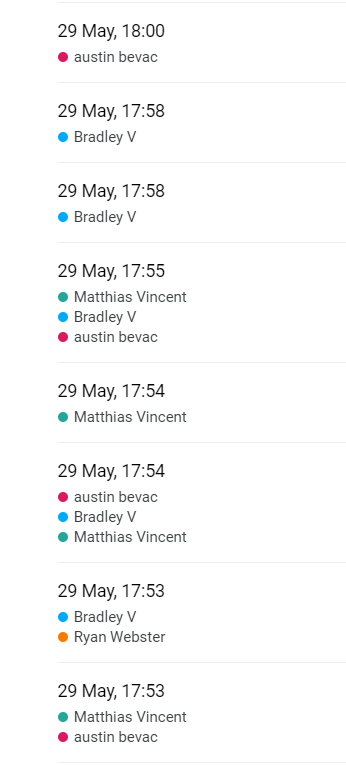 29 May, 18:00
austin bevac
29 May, 17:58
Bradley V
29 May, 17:58
Bradley V
29 May, 17:55
Matthias Vincent
Bradley V
austin bevac
29 May, 17:54
Matthias Vincent
29 May, 17:54
austin bevac
Bradley V
Matthias Vincent
29 May, 17:53
Bradley V
Ryan Webster
29 May, 17:53
Matthias Vincent
austin bevac